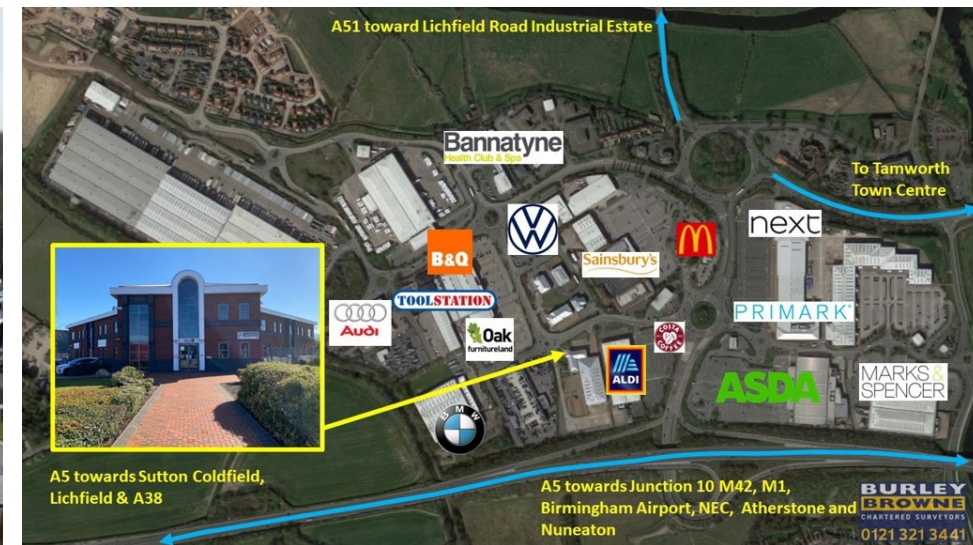 A51 toward Lichfield Road Industrial Estate
To Tamworth
Town Centre
Bannatyne
Health Club & Spa
next
B&Q
Sainsbury's
Audi
TOOLSTATION
PRIMARK
Oak
furnitureland
COSTA
COFFEE
ALDI
ASDA
MARKS&
SPENCER
BMW
A5 towards Sutton Coldfield,
Lichfield & A38
A5 towards Junction 10 M42, M1,
Birmingham Airport, NEC, Atherstone and
Nuneaton
BURLEY
BROWNE
CHARTERED SURVEYORS
0121 321 3441